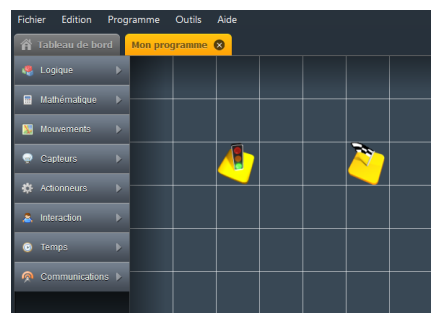 Fichier Edition Programme Outils Aide
Tableau de bord Mon programme
Logique
Mathématique
Mouvements
Capteurs
Actionneurs
Interaction
Temps
Communications